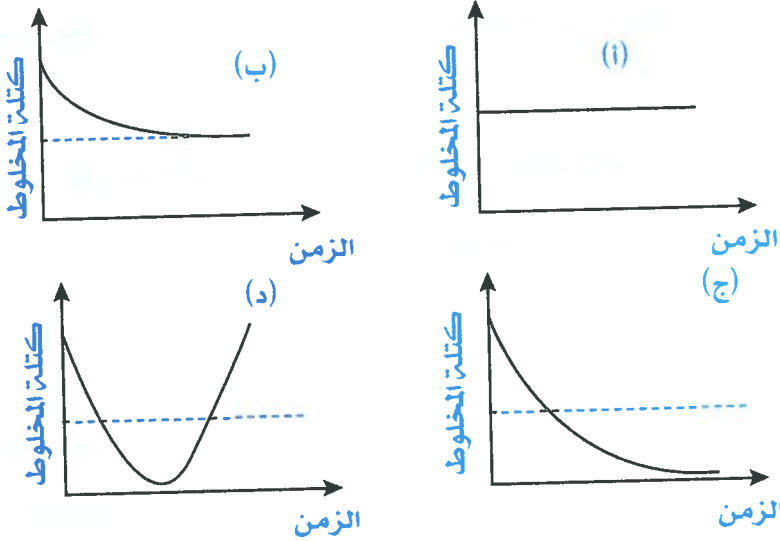 (أ)
كتلة المخلوط
الزمن
(ب)
كتلة المخلوط
الزمن
(ج)
كتلة المخلوط
الزمن
(د)
كتلة المخلوط
الزمن